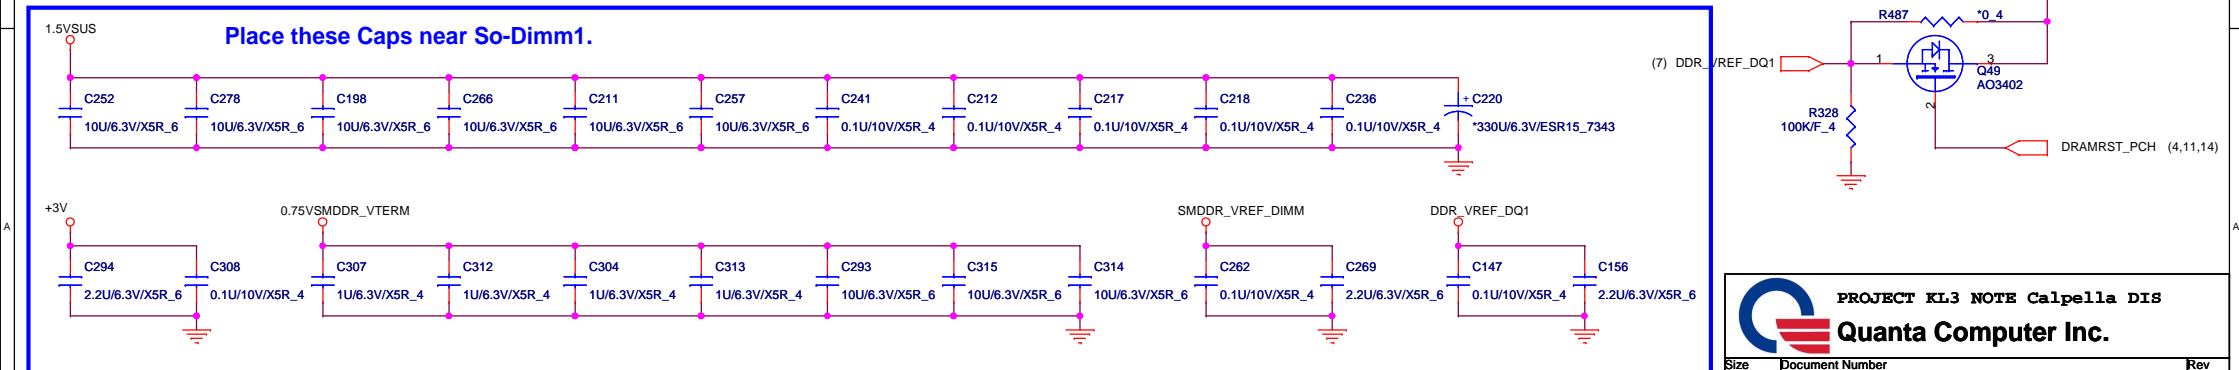 1.5VSUS
Place these Caps near So-Dimm1.
C252
10U/6.3V/X5R_6
C278
10U/6.3V/X5R_6
C198
10U/6.3V/X5R_6
C266
10U/6.3V/X5R_6
C211
10U/6.3V/X5R_6
C257
10U/6.3V/X5R_6
C241
0.1U/10V/X5R_4
C212
0.1U/10V/X5R_4
C217
0.1U/10V/X5R_4
C218
0.1U/10V/X5R_4
C236
0.1U/10V/X5R_4
+ C220
*330U/6.3V/ESR15_7343
+3V
C294
2.2U/6.3V/X5R_6
C308
0.1U/10V/X5R_4
0.75VSMDDR_VTERM
C307
1U/6.3V/X5R_4
C312
1U/6.3V/X5R_4
C304
1U/6.3V/X5R_4
C313
1U/6.3V/X5R_4
C293
10U/6.3V/X5R_6
C315
10U/6.3V/X5R_6
C314
10U/6.3V/X5R_6
SMDDR_VREF_DIMM
C262
0.1U/10V/X5R_4
C269
2.2U/6.3V/X5R_6
DDR_VREF_DQ1
C147
0.1U/10V/X5R_4
C156
2.2U/6.3V/X5R_6
R487 *0_4
(7) DDR_VREF_DQ1
1
3
2
Q49
AO3402
R328
100K/F_4
DRAMRST_PCH (4,11,14)
A
A
PROJECT KL3 NOTE Calpella DIS
Quanta Computer Inc.
Size Document Number Rev